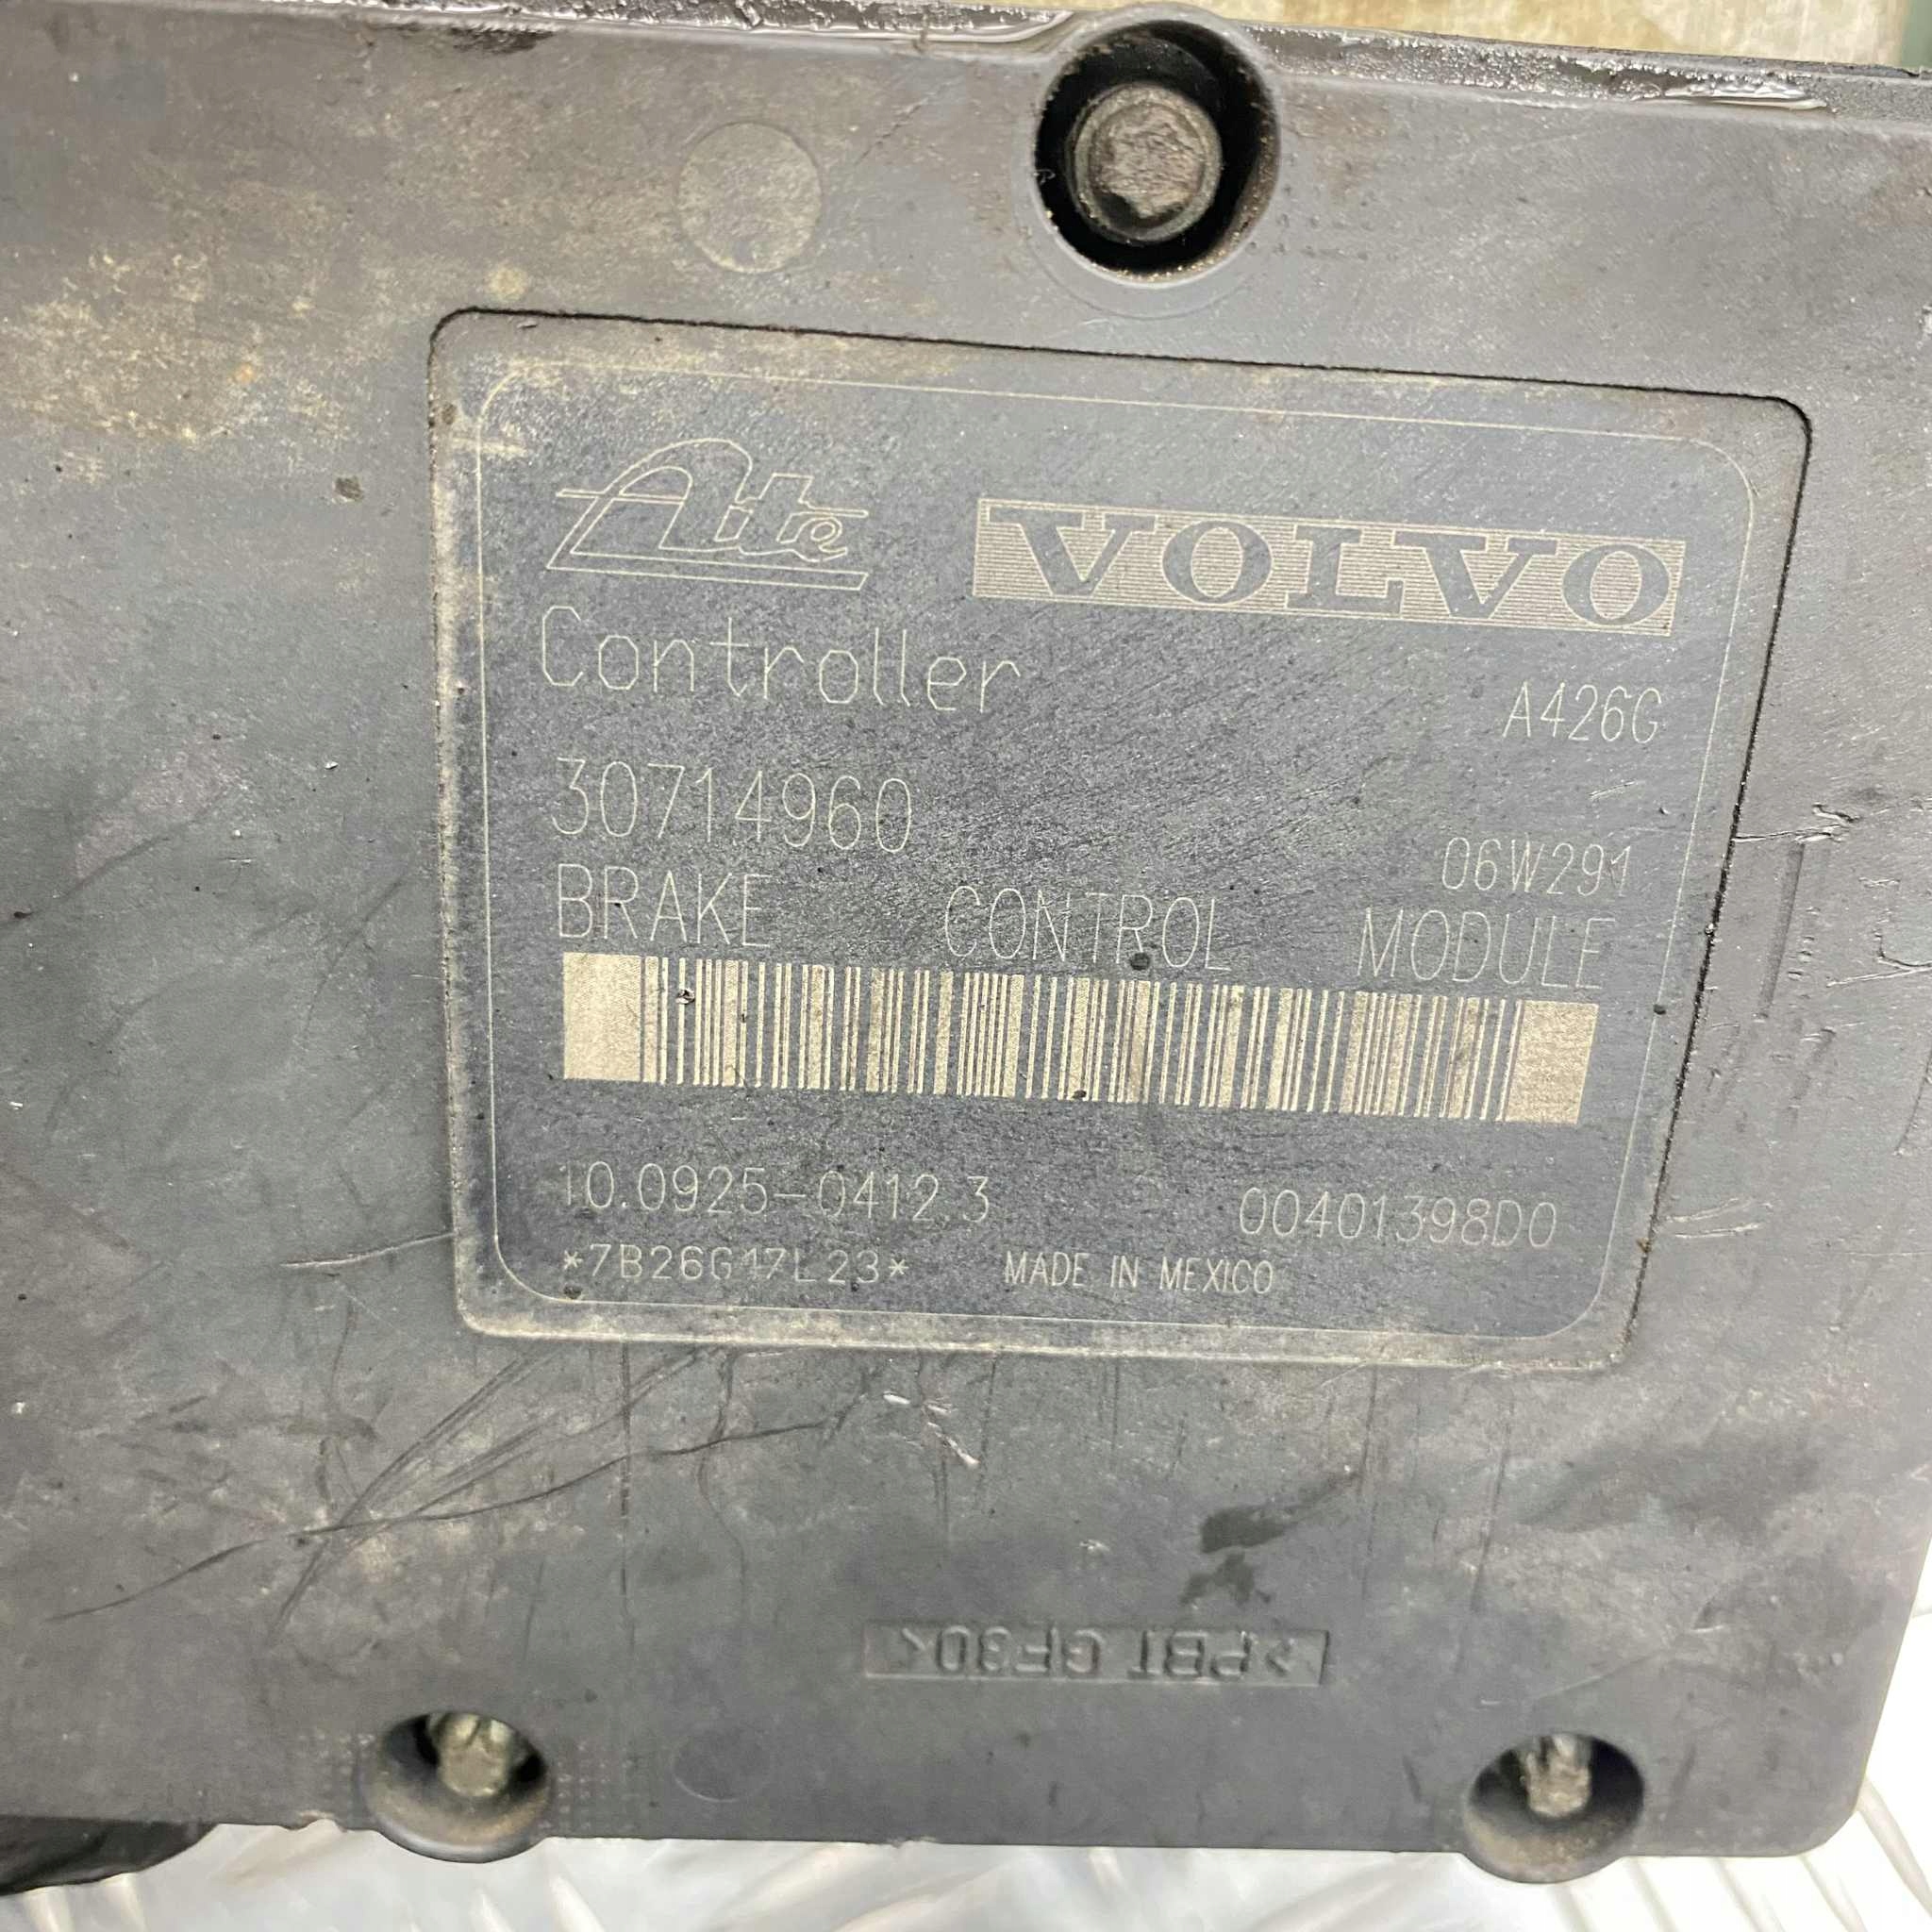 Ate VOLVO
Controller A426G
30714960 06W291
BRAKE CONTROL MODULE
10.0925-0412.3 00401398D0
*7B26G17L23* MADE IN MEXICO
>PBT GF30<